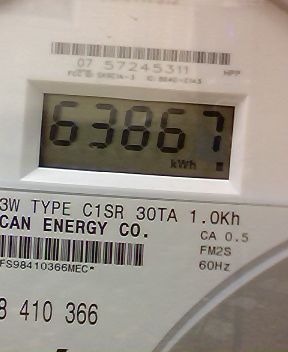 07 57245311 HPP
63867
kWh
3W TYPE C1SR 30TA 1.0Kh
CAN ENERGY CO. CA 0.5
FM2S
FS98410366MEC* 60Hz
8 410 366